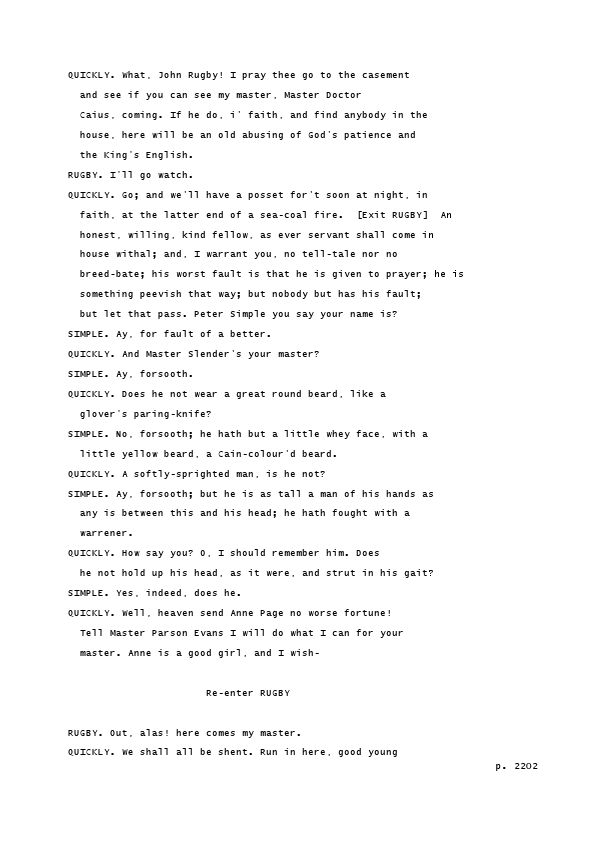 QUICKLY. What, John Rugby! I pray thee go to the casement
and see if you can see my master, Master Doctor
Caius, coming. If he do, i' faith, and find anybody in the
house, here will be an old abusing of God's patience and
the King's English.
RUGBY. I'll go watch.
QUICKLY. Go; and we'll have a posset for't soon at night, in
faith, at the latter end of a sea-coal fire.  [Exit RUGBY]  An
honest, willing, kind fellow, as ever servant shall come in
house withal; and, I warrant you, no tell-tale nor no
breed-bate; his worst fault is that he is given to prayer; he is
something peevish that way; but nobody but has his fault;
but let that pass. Peter Simple you say your name is?
SIMPLE. Ay, for fault of a better.
QUICKLY. And Master Slender's your master?
SIMPLE. Ay, forsooth.
QUICKLY. Does he not wear a great round beard, like a
glover's paring-knife?
SIMPLE. No, forsooth; he hath but a little whey face, with a
little yellow beard, a Cain-colour'd beard.
QUICKLY. A softly-sprighted man, is he not?
SIMPLE. Ay, forsooth; but he is as tall a man of his hands as
any is between this and his head; he hath fought with a
warrener.
QUICKLY. How say you? O, I should remember him. Does
he not hold up his head, as it were, and strut in his gait?
SIMPLE. Yes, indeed, does he.
QUICKLY. Well, heaven send Anne Page no worse fortune!
Tell Master Parson Evans I will do what I can for your
master. Anne is a good girl, and I wish-
Re-enter RUGBY
RUGBY. Out, alas! here comes my master.
QUICKLY. We shall all be shent. Run in here, good young
p. 2202